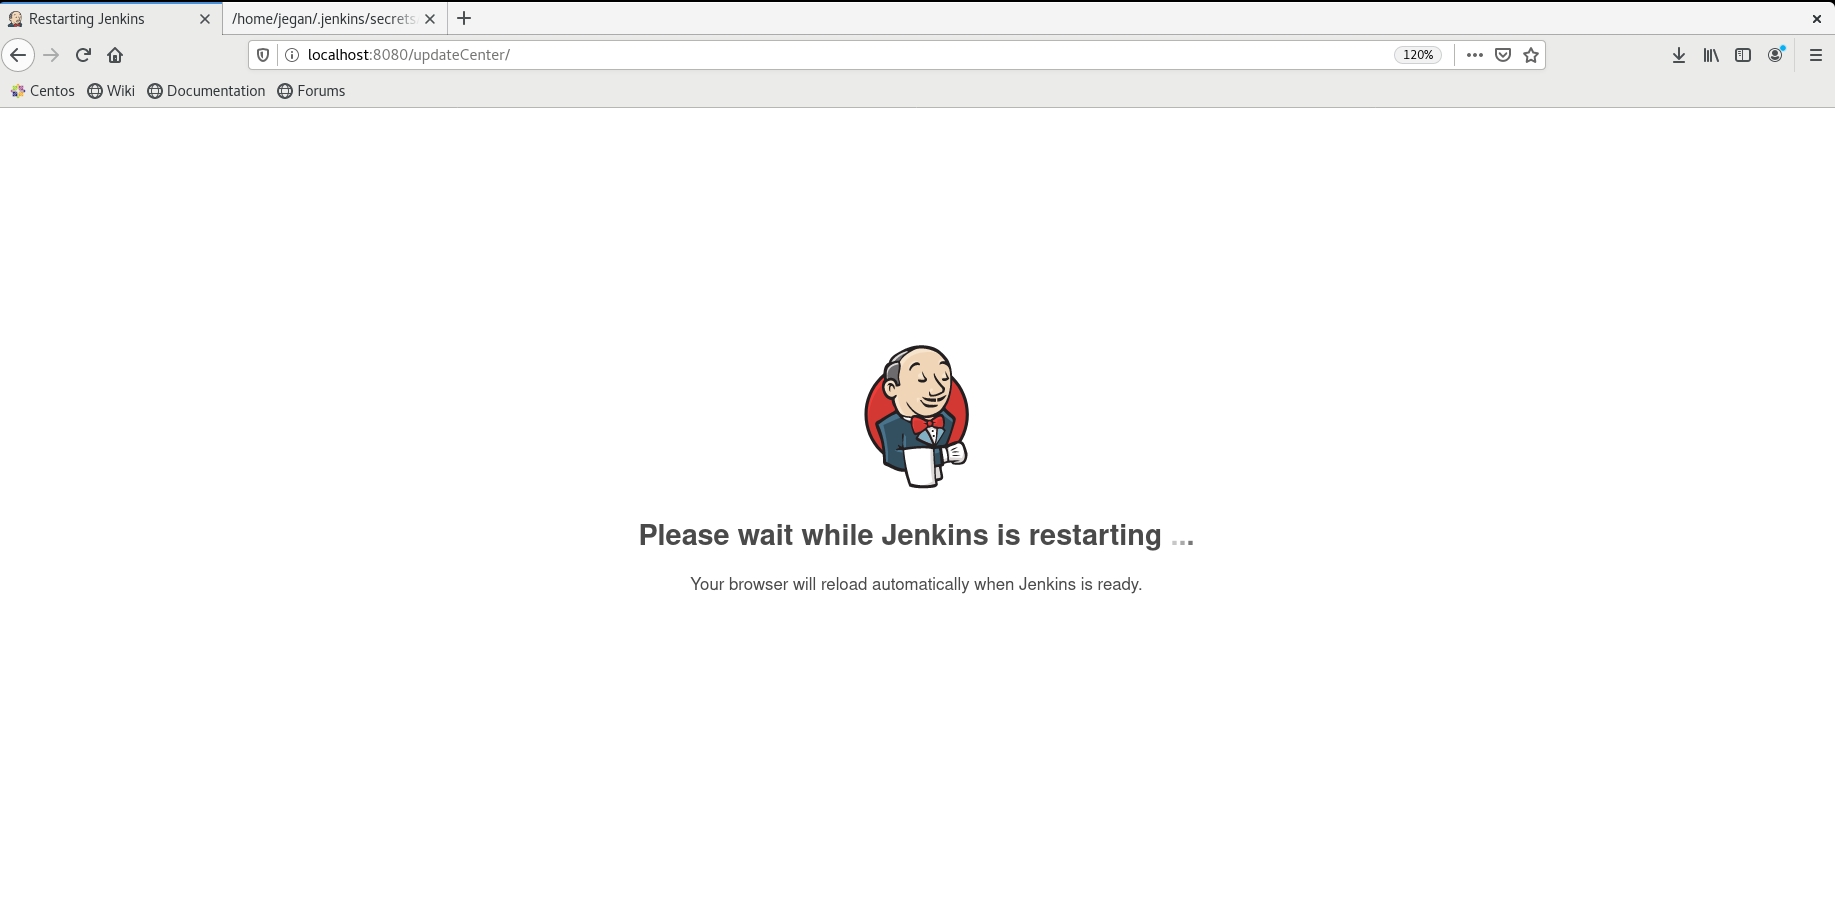 Restarting Jenkins
/home/jegan/.jenkins/secrets
localhost:8080/updateCenter/
120%
Centos
Wiki
Documentation
Forums
Please wait while Jenkins is restarting ...
Your browser will reload automatically when Jenkins is ready.